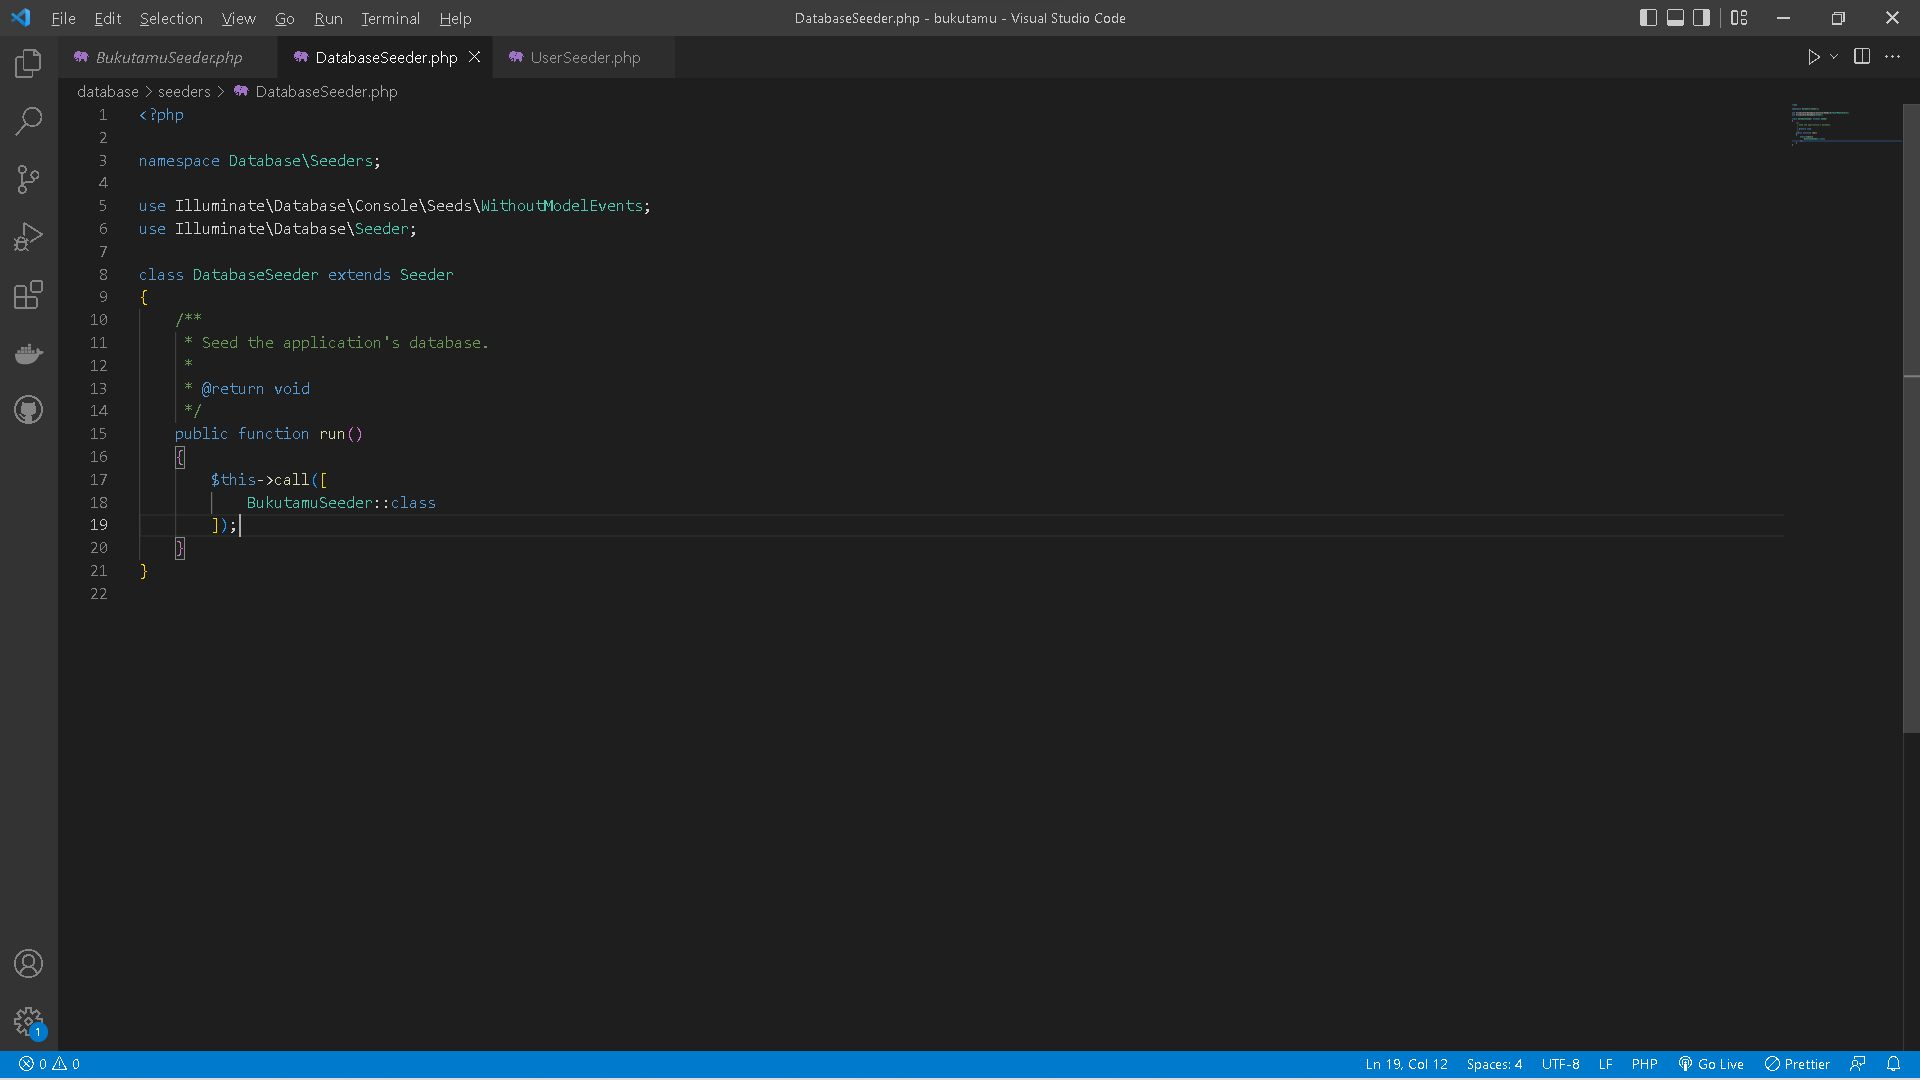 File Edit Selection View Go Run Terminal Help DatabaseSeeder.php - bukutamu - Visual Studio Code
BukutamuSeeder.php DatabaseSeeder.php UserSeeder.php
database > seeders > DatabaseSeeder.php
1 <?php
2
3 namespace Database\Seeders;
4
5 use Illuminate\Database\Console\Seeds\WithoutModelEvents;
6 use Illuminate\Database\Seeder;
7
8 class DatabaseSeeder extends Seeder
9 {
10 /**
11 * Seed the application's database.
12 *
13 * @return void
14 */
15 public function run()
16 {
17 $this->call([
18 BukutamuSeeder::class
19 ]);
20 }
21 }
22
1
0 0 Ln 19, Col 12 Spaces: 4 UTF-8 LF PHP Go Live Prettier